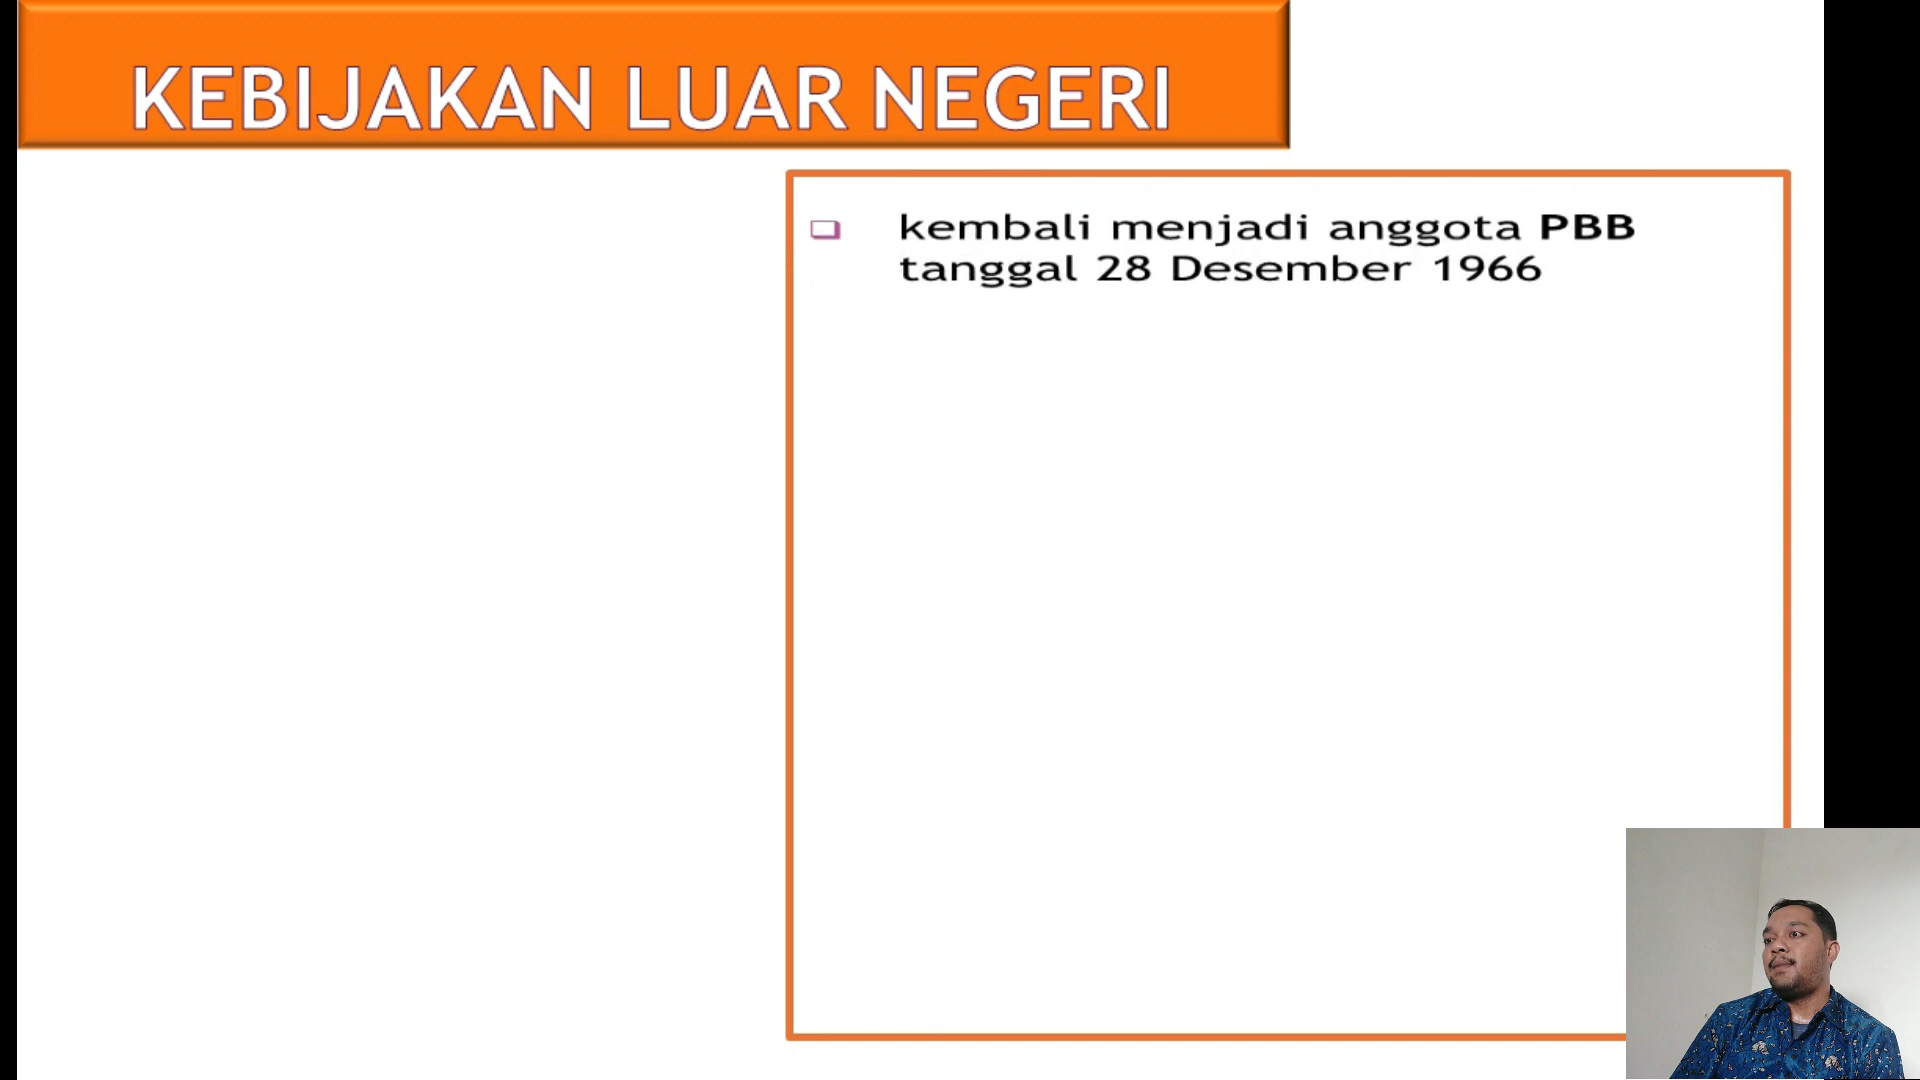 KEBIJAKAN LUAR NEGERI
kembali menjadi anggota PBB
tanggal 28 Desember 1966